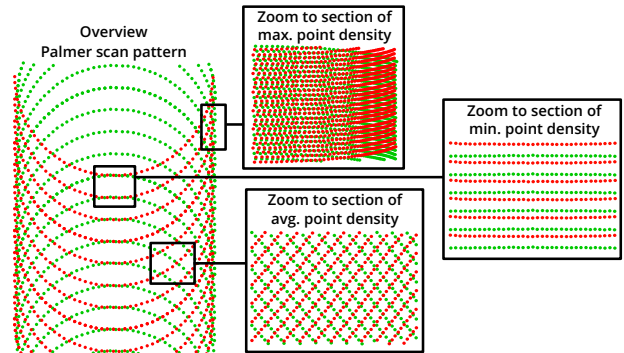 Overview
Palmer scan pattern
Zoom to section of
max. point density
Zoom to section of
min. point density
Zoom to section of
avg. point density